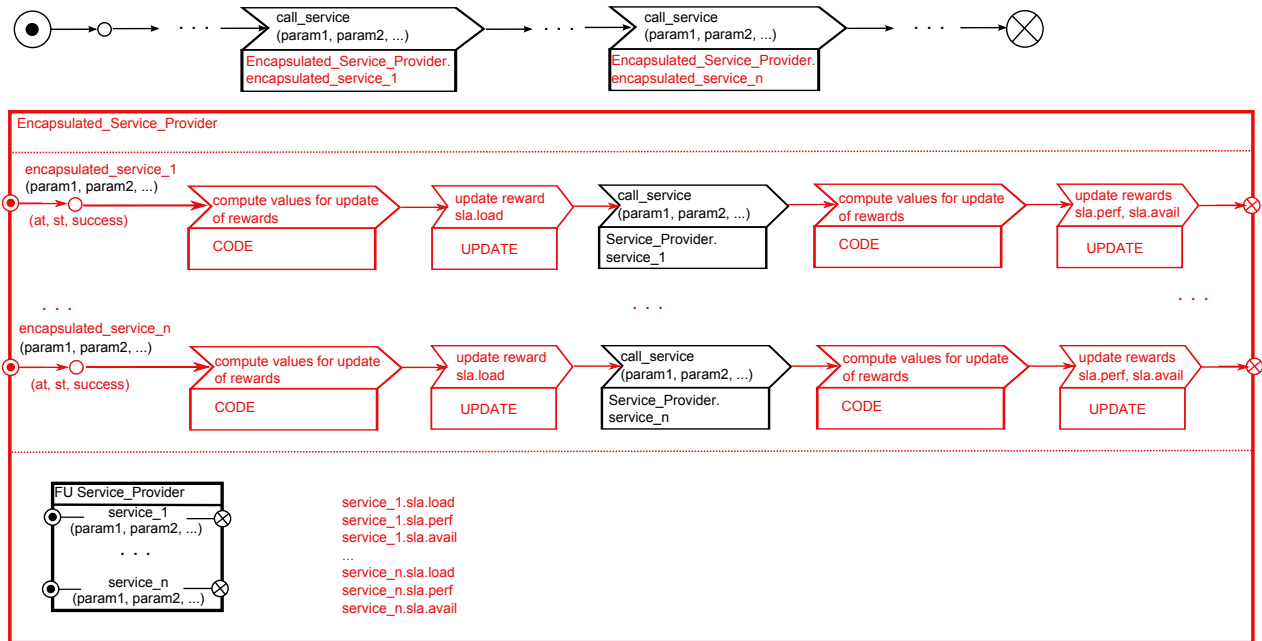 . . .
call_service
(param1, param2, ...)
Encapsulated_Service_Provider.
encapsulated_service_1
. . .
call_service
(param1, param2, ...)
Encapsulated_Service_Provider.
encapsulated_service_n
. . .
Encapsulated_Service_Provider
encapsulated_service_1
(param1, param2, ...)
(at, st, success)
compute values for update
of rewards
CODE
update reward
sla.load
UPDATE
call_service
(param1, param2, ...)
Service_Provider.
service_1
compute values for update
of rewards
CODE
update rewards
sla.perf, sla.avail
UPDATE
. . .
. . .
. . .
encapsulated_service_n
(param1, param2, ...)
(at, st, success)
compute values for update
of rewards
CODE
update reward
sla.load
UPDATE
call_service
(param1, param2, ...)
Service_Provider.
service_n
compute values for update
of rewards
CODE
update rewards
sla.perf, sla.avail
UPDATE
FU Service_Provider
service_1
(param1, param2, ...)
. . .
service_n
(param1, param2, ...)
service_1.sla.load
service_1.sla.perf
service_1.sla.avail
...
service_n.sla.load
service_n.sla.perf
service_n.sla.avail